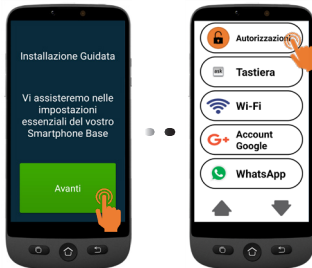 Installazione Guidata
Vi assisteremo nelle
impostazioni
essenziali del vostro
Smartphone Base
Avanti
Autorizzazioni
Tastiera
Wi-Fi
G+ Account
Google
WhatsApp